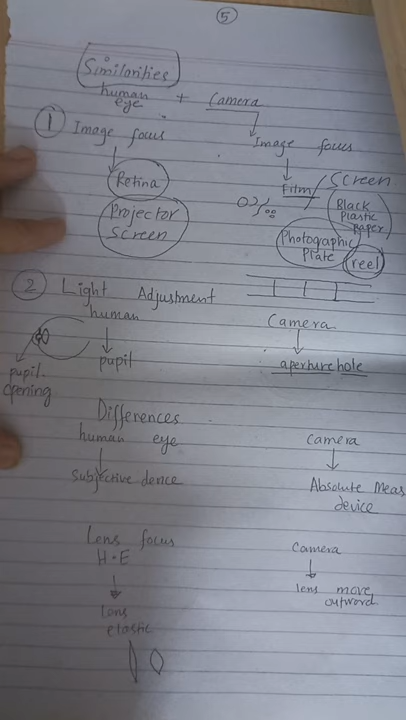 5
Similarities
human eye + Camera
1 Image focus
Image focus
Retina
Film / Screen
Projector Screen
Black Plastic paper
Photographic Plate
reel
2 Light Adjustment
human
Camera
pupil
aperture hole
pupil opening
Differences
human eye
Camera
Subjective device
Absolute Meas
device
Lens focus
H.E
Camera
lens move
outword
Lons
elastic